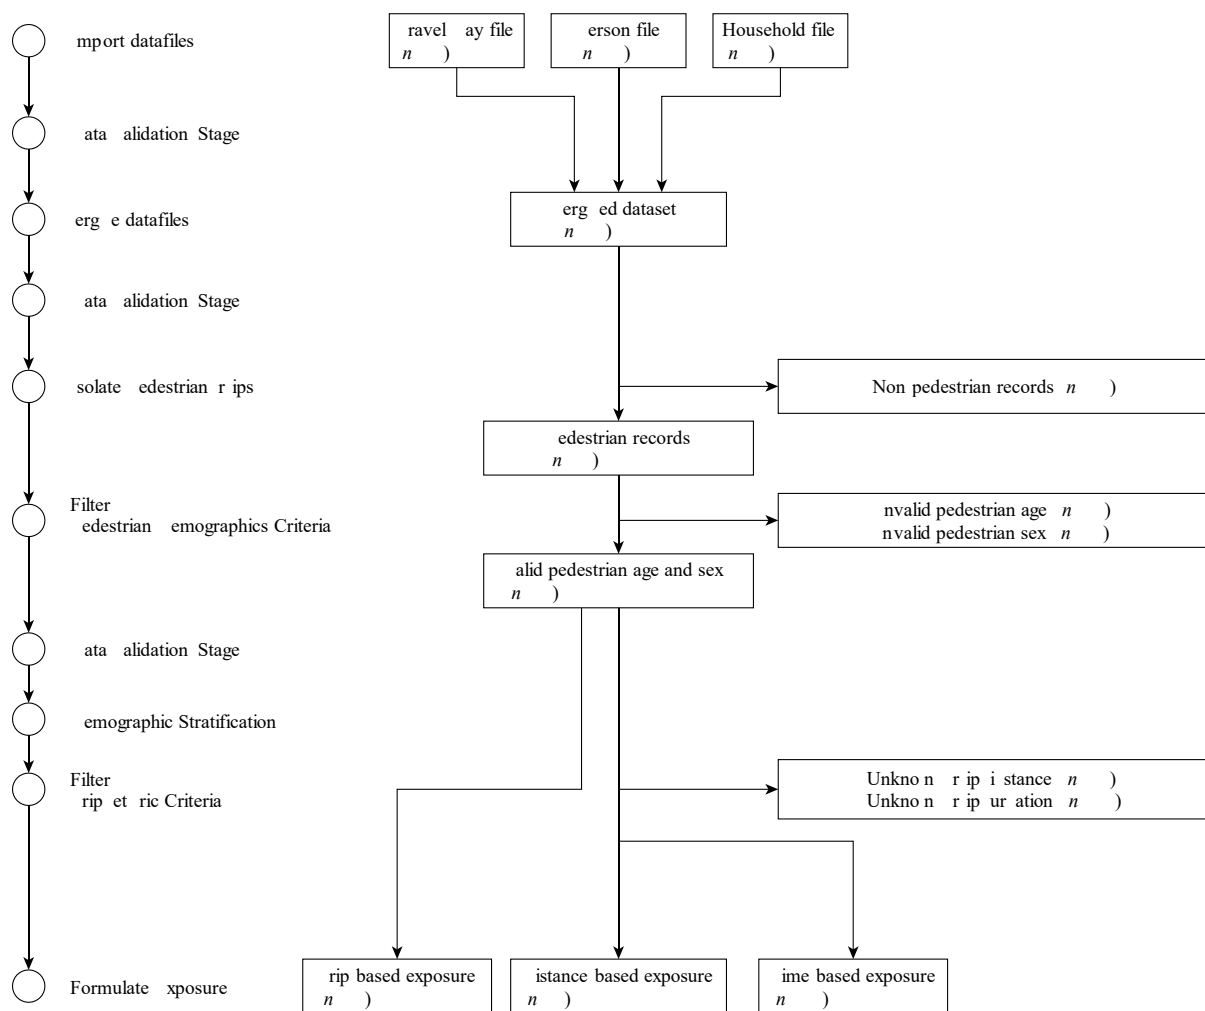 mport datafiles
ravel ay file
n )
erson file
n )
Household file
n )
ata alidation Stage
erg e datafiles
erg ed dataset
n )
ata alidation Stage
solate edestrian r ips
Non pedestrian records n )
edestrian records
n )
Filter
edestrian emographics Criteria
nvalid pedestrian age n )
nvalid pedestrian sex n )
alid pedestrian age and sex
n )
ata alidation Stage
emographic Stratification
Filter
rip et ric Criteria
Unkno n r ip i stance n )
Unkno n r ip ur ation n )
Formulate xposure
rip based exposure
n )
istance based exposure
n )
ime based exposure
n )